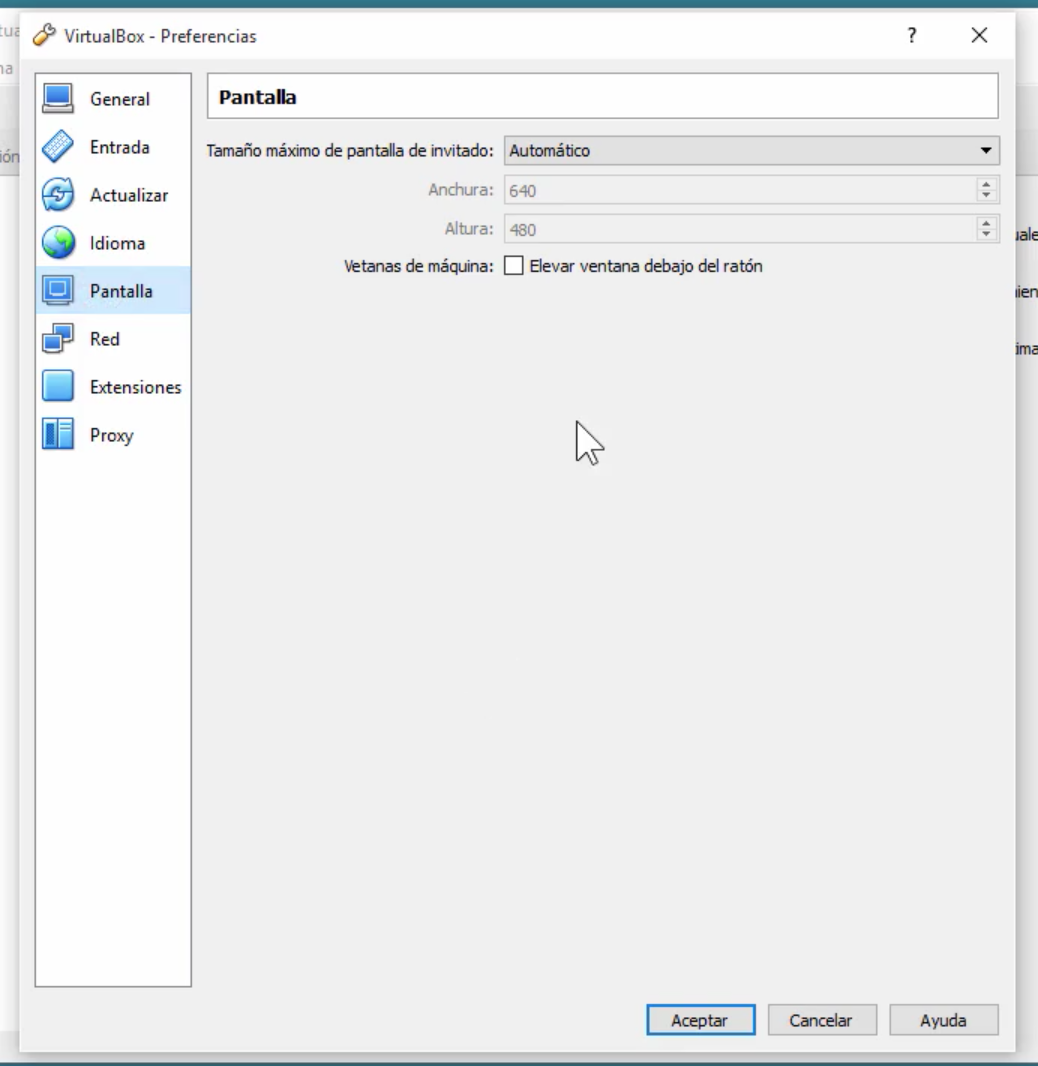 VirtualBox - Preferencias
?
General
Entrada
Actualizar
Idioma
Pantalla
Red
Extensiones
Proxy
Pantalla
Tamaño máximo de pantalla de invitado: Automático
Anchura: 640
Altura: 480
Vetanas de máquina: Elevar ventana debajo del ratón
Aceptar Cancelar Ayuda